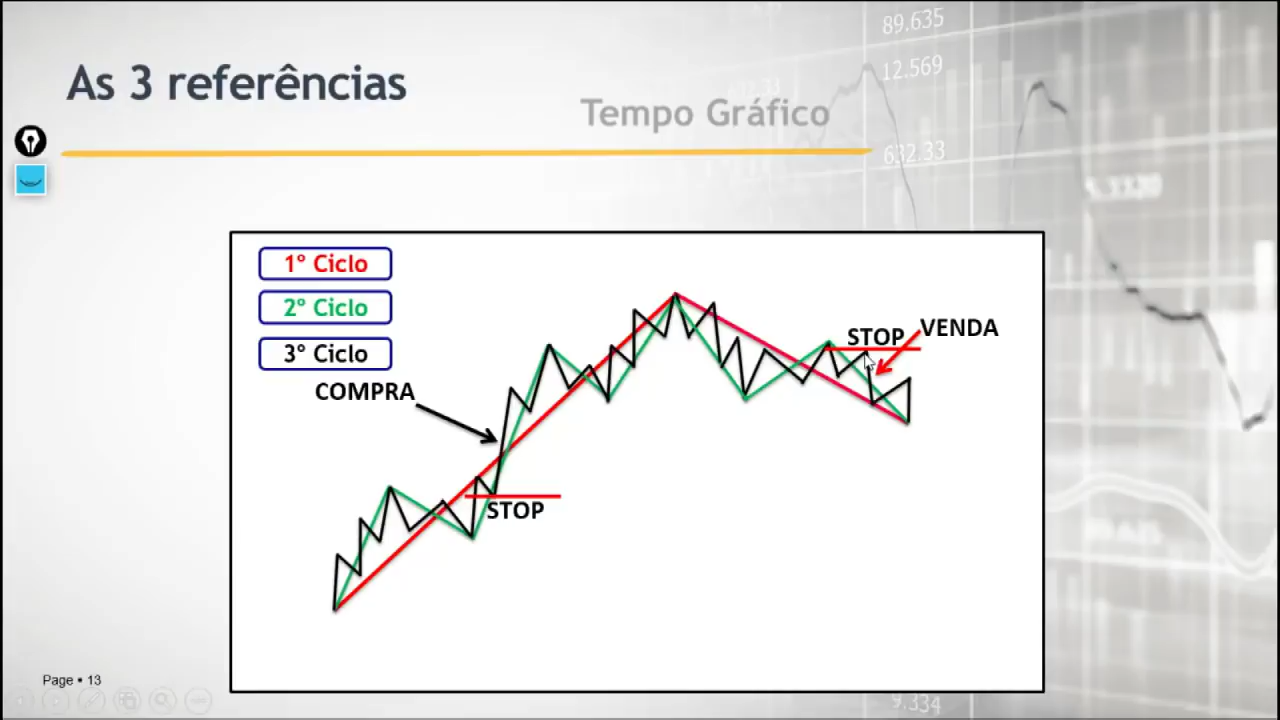 As 3 referências
Tempo Gráfico
89.635
12.569
632.33
1º Ciclo
2º Ciclo
3º Ciclo
COMPRA
STOP
STOP
VENDA
Page ▪ 13
9.334